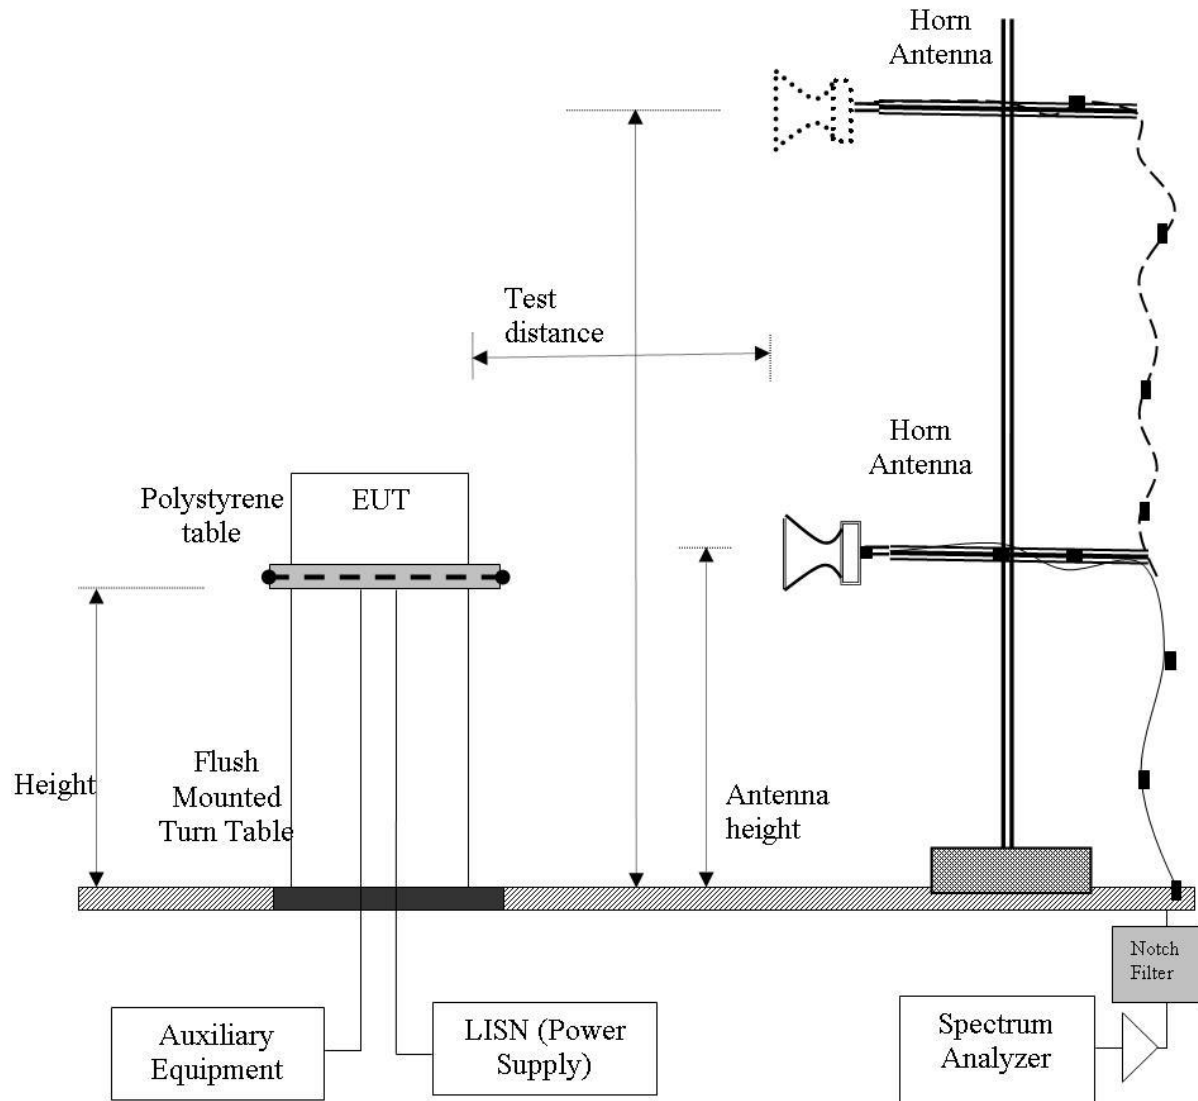 Horn
Antenna
Test
distance
Horn
Antenna
Polystyrene
table
EUT
Height
Flush
Mounted
Turn Table
Antenna
height
Notch
Filter
Auxiliary
Equipment
LISN (Power
Supply)
Spectrum
Analyzer